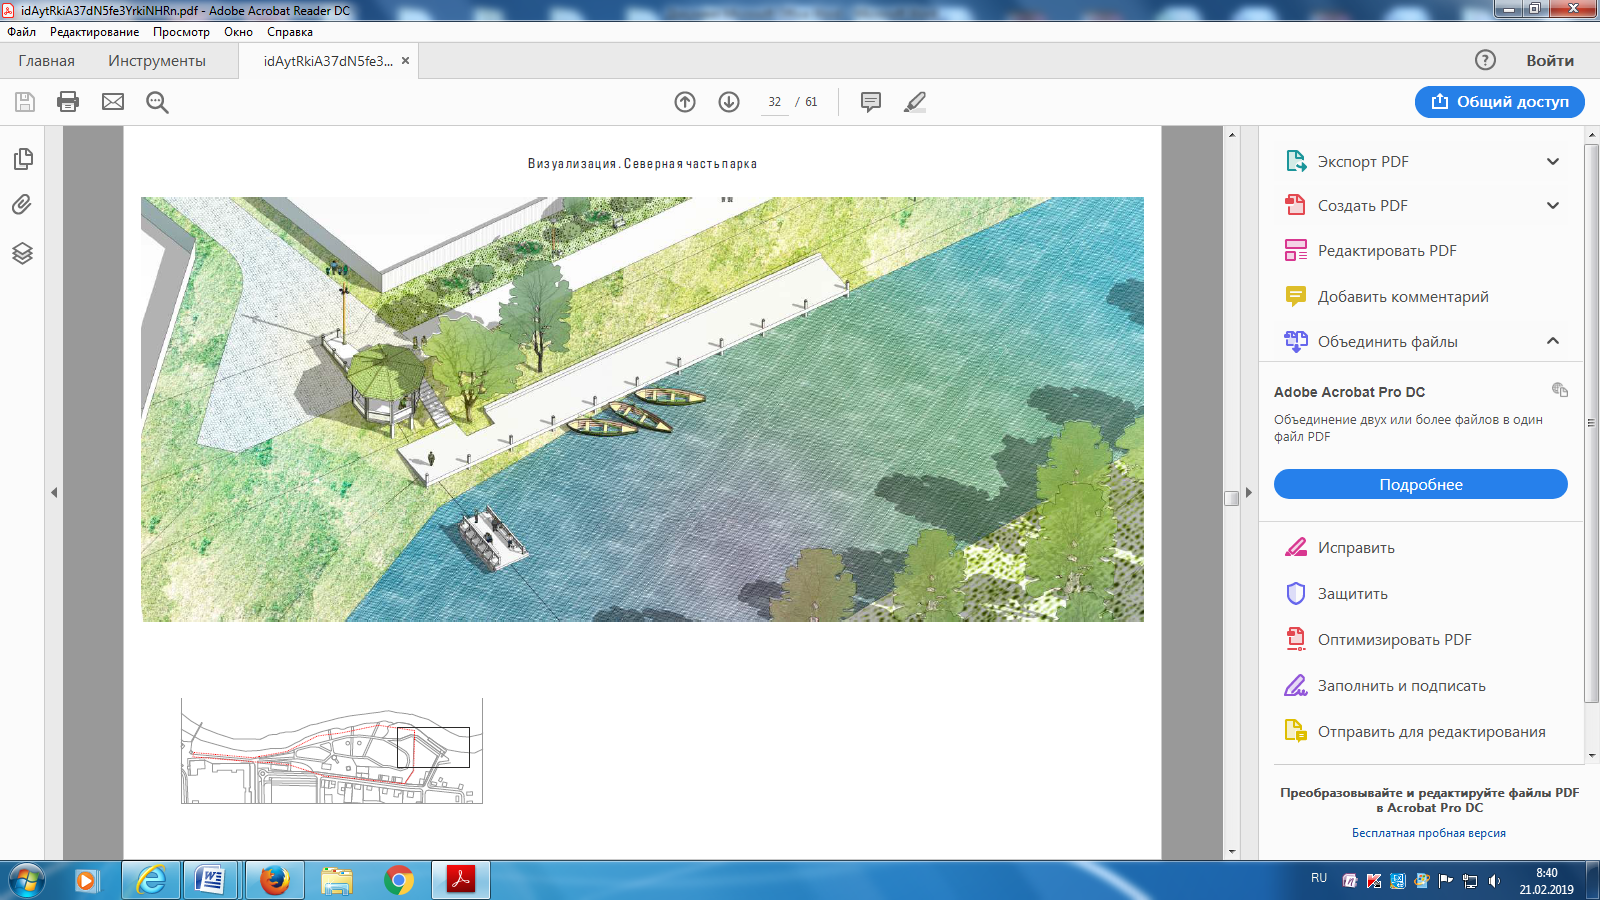 idAytRkiA37dN5fe3YrkiNHRn.pdf - Adobe Acrobat Reader DC
Файл Редактирование Просмотр Окно Справка
Главная Инструменты idAytRkiA37dN5fe3... × Войти
32 / 61 Общий доступ
Визуализация. Северная часть парка
Экспорт PDF
Создать PDF
Редактировать PDF
Добавить комментарий
Объединить файлы
Adobe Acrobat Pro DC
Объединение двух или более файлов в один
файл PDF
Подробнее
Исправить
Защитить
Оптимизировать PDF
Заполнить и подписать
Отправить для редактирования
Преобразовывайте и редактируйте файлы PDF
в Acrobat Pro DC
Бесплатная пробная версия
RU 8:40
21.02.2019